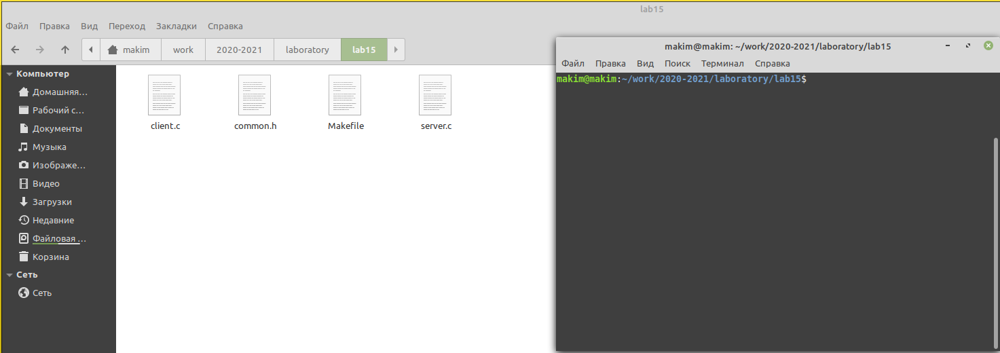 lab15
Файл Правка Вид Переход Закладки Справка
makim work 2020-2021 laboratory lab15
Компьютер
Домашняя...
Рабочий с...
Документы
Музыка
Изображе...
Видео
Загрузки
Недавние
Файловая ...
Корзина
Сеть
Сеть
client.c common.h Makefile server.c
makim@makim: ~/work/2020-2021/laboratory/lab15
Файл Правка Вид Поиск Терминал Справка
makim@makim:~/work/2020-2021/laboratory/lab15$